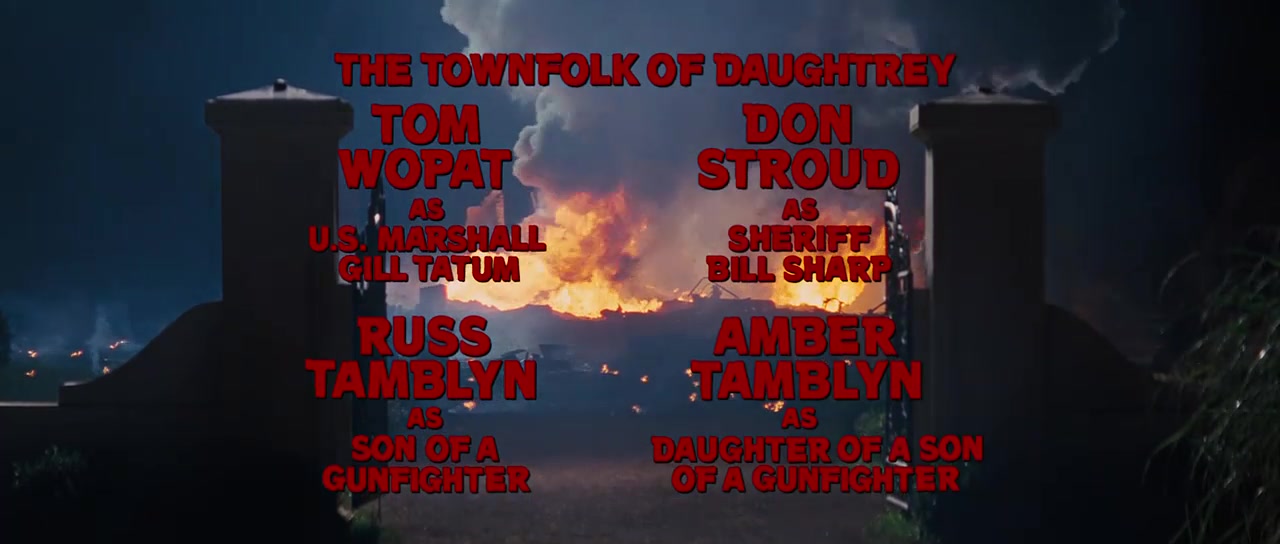 THE TOWNFOLK OF DAUGHTREY
TOM
WOPAT
AS
U.S. MARSHALL
GILL TATUM
DON
STROUD
AS
SHERIFF
BILL SHARP
RUSS
TAMBLYN
AS
SON OF A
GUNFIGHTER
AMBER
TAMBLYN
AS
DAUGHTER OF A SON
OF A GUNFIGHTER